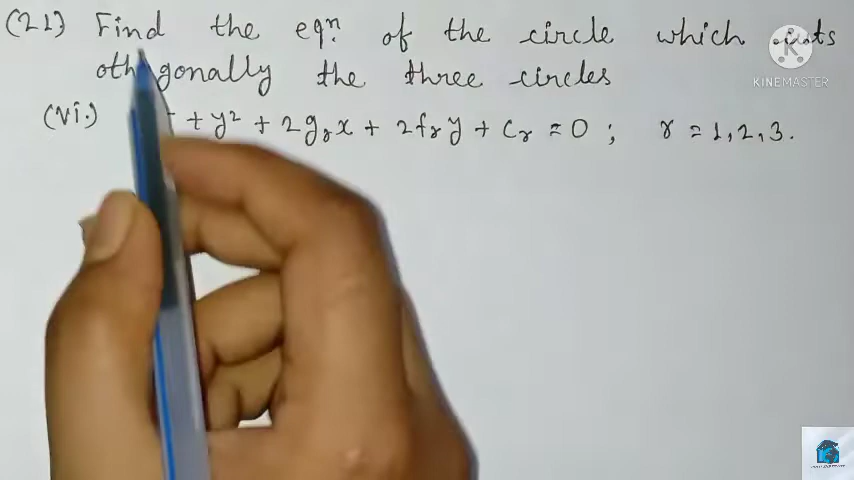 (21) Find the eqn. of the circle which cuts
othogonally the three circles
(vi.) + y² + 2gᵣx + 2fᵣy + cᵣ = 0 ; r = 1, 2, 3.
KINEMASTER